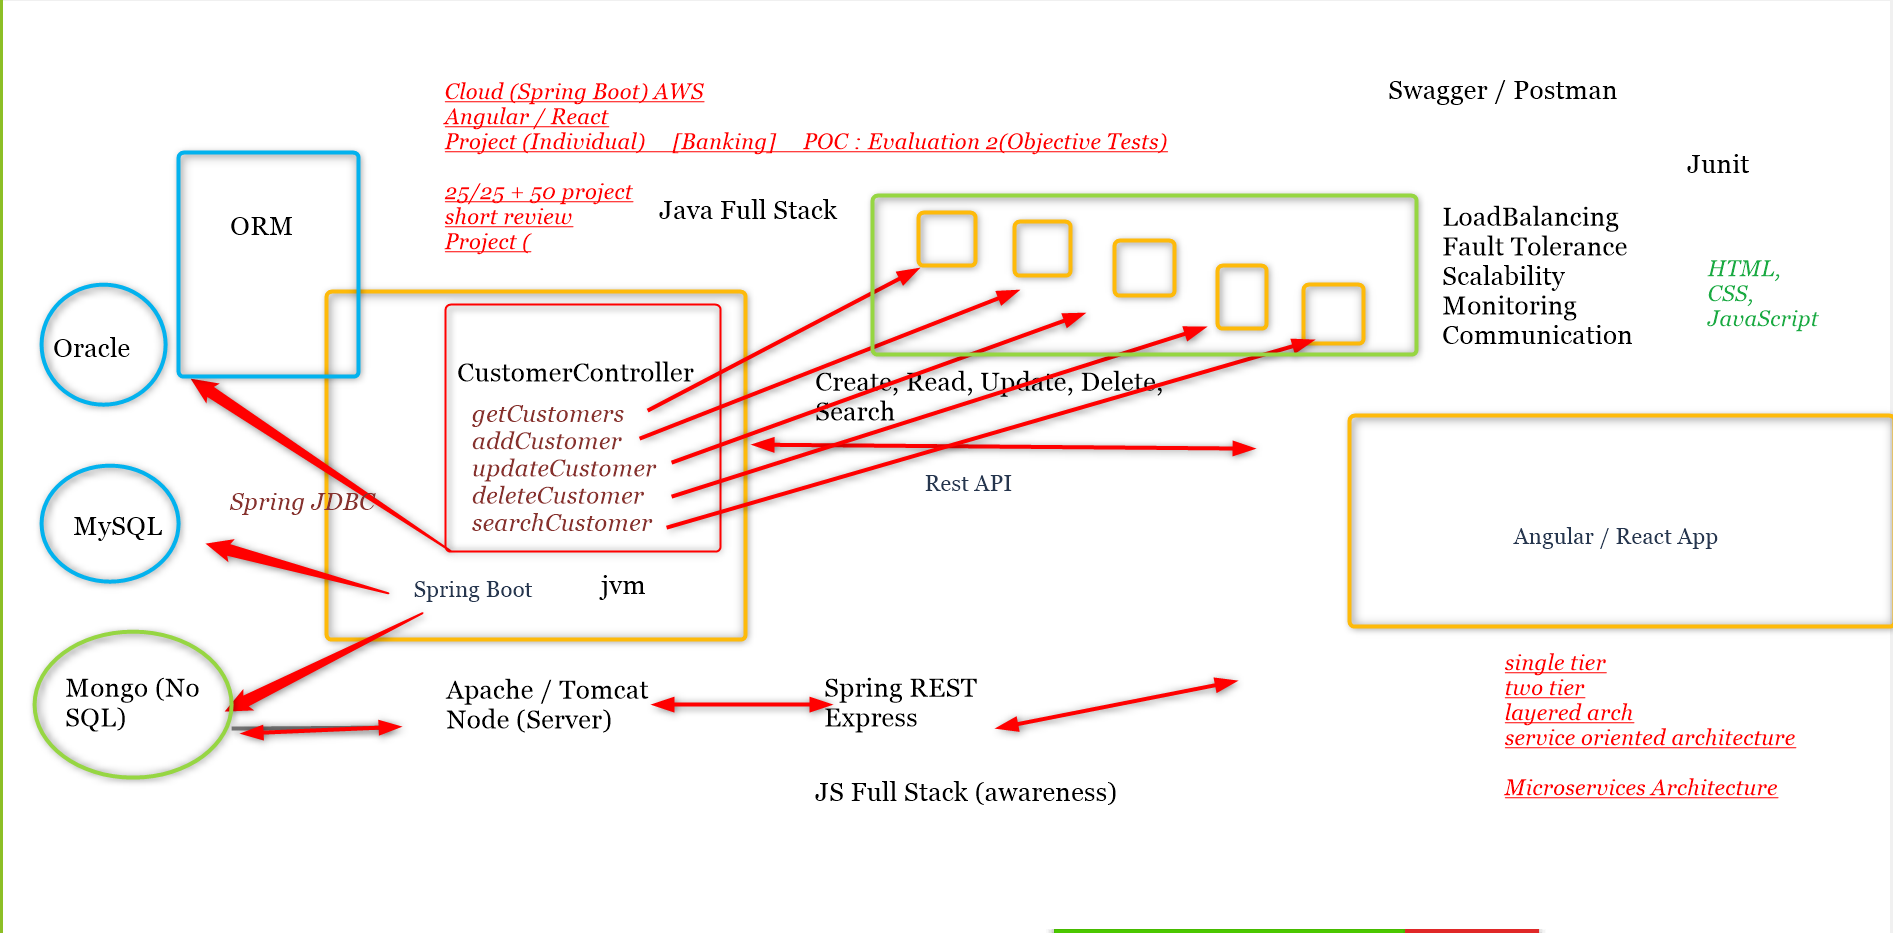 Cloud (Spring Boot) AWS
Angular / React
Project (Individual) [Banking] POC : Evaluation 2(Objective Tests)
25/25 + 50 project
short review
Project (
Swagger / Postman
Junit
ORM
Java Full Stack
LoadBalancing
Fault Tolerance
Scalability
Monitoring
Communication
HTML,
CSS,
JavaScript
Oracle
CustomerController
getCustomers
addCustomer
updateCustomer
deleteCustomer
searchCustomer
Create, Read, Update, Delete,
Search
Rest API
Spring JDBC
MySQL
Spring Boot
jvm
Angular / React App
Mongo (No
SQL)
Apache / Tomcat
Node (Server)
Spring REST
Express
single tier
two tier
layered arch
service oriented architecture
Microservices Architecture
JS Full Stack (awareness)